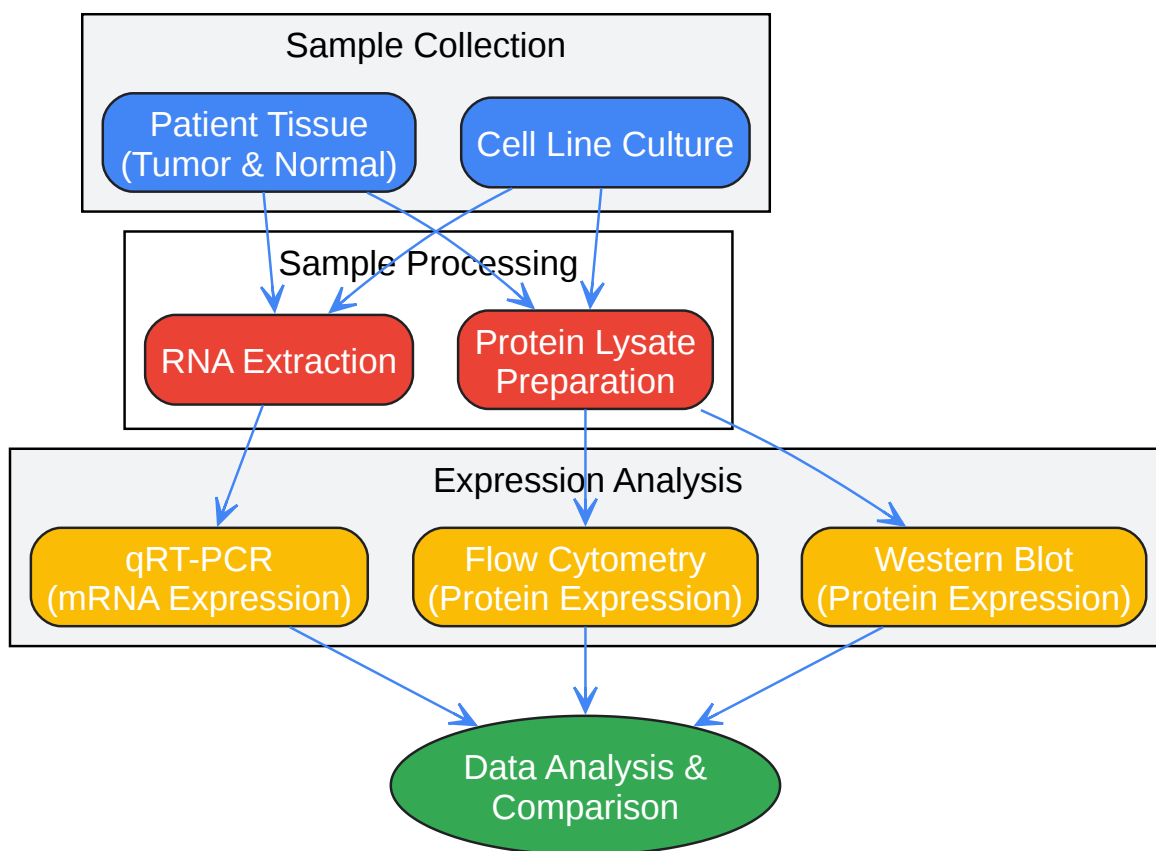 Sample Collection
Patient Tissue
(Tumor & Normal)
Cell Line Culture
Sample Processing
RNA Extraction
Protein Lysate
Preparation
Expression Analysis
qRT-PCR
(mRNA Expression)
Flow Cytometry
(Protein Expression)
Western Blot
(Protein Expression)
Data Analysis &
Comparison